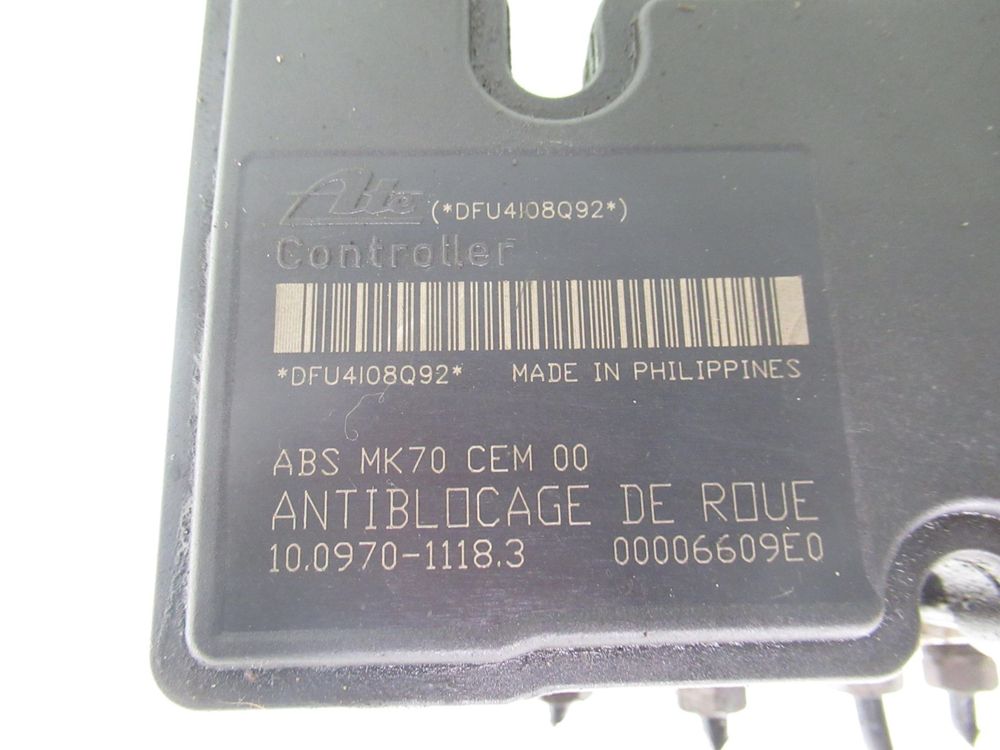 Ate (*DFU4I08Q92*)
Controller
*DFU4I08Q92* MADE IN PHILIPPINES
ABS MK70 CEM 00
ANTIBLOCAGE DE ROUE
10.0970-1118.3 00006609E0